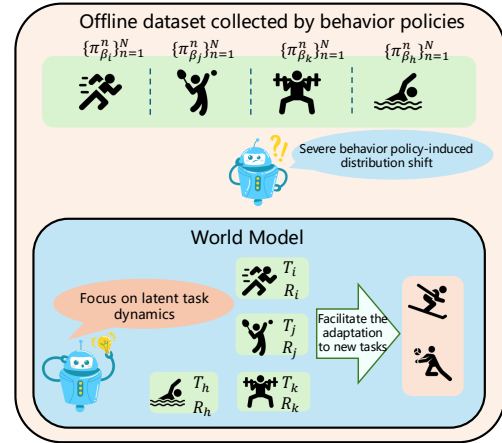 Offline dataset collected by behavior policies
{π^n_{β_i}}^N_{n=1} {π^n_{β_j}}^N_{n=1} {π^n_{β_k}}^N_{n=1} {π^n_{β_h}}^N_{n=1}
?!
Severe behavior policy-induced
distribution shift
World Model
Focus on latent task
dynamics
T_i
R_i
T_j
R_j
T_h
R_h
T_k
R_k
Facilitate the
adaptation
to new tasks